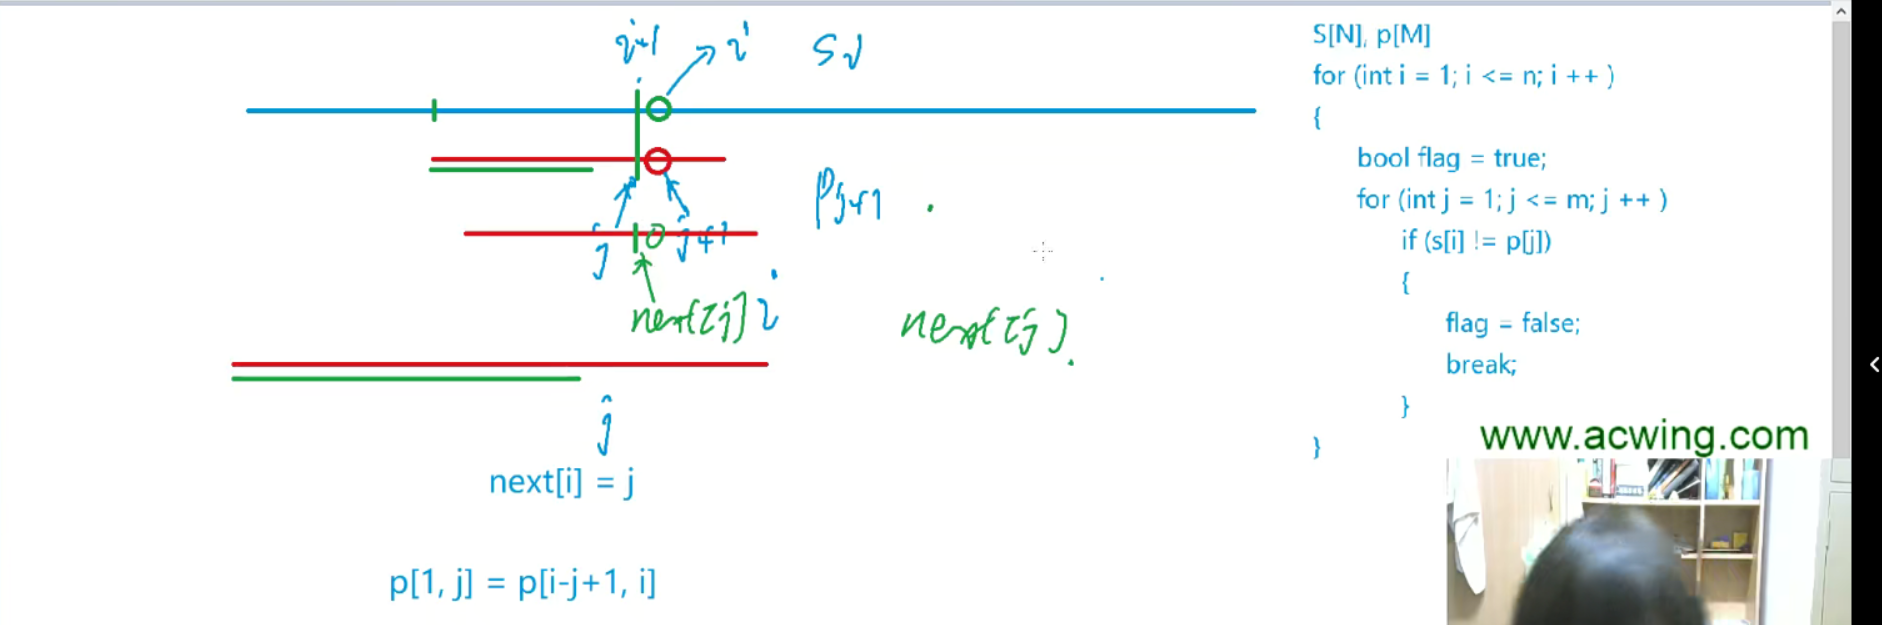 i-1
i
Si
S[N], p[M]
for (int i = 1; i <= n; i ++ )
{
bool flag = true;
for (int j = 1; j <= m; j ++ )
if (s[i] != p[j])
{
flag = false;
break;
}
}
Pj+1
j
j+1
next[j]
i
next[j]
j
next[i] = j
p[1, j] = p[i-j+1, i]
www.acwing.com